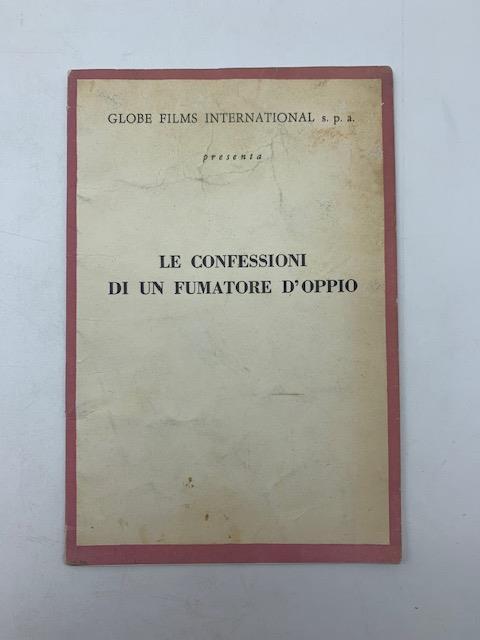 GLOBE FILMS INTERNATIONAL s. p. a.
presenta
LE CONFESSIONI
DI UN FUMATORE D'OPPIO